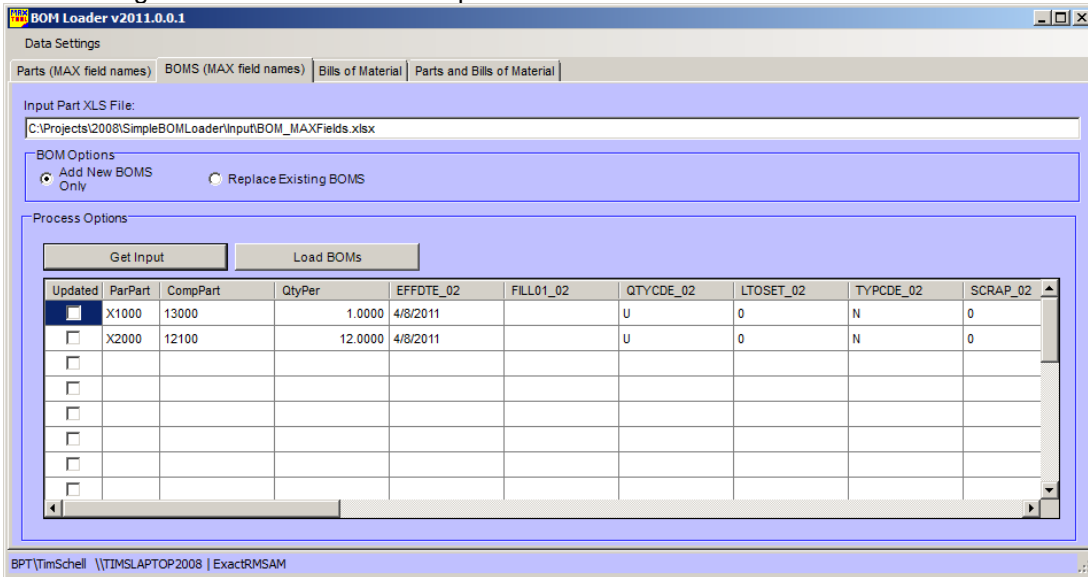 MAX TOOL BOM Loader v2011.0.0.1
Data Settings
Parts (MAX field names) BOMS (MAX field names) Bills of Material Parts and Bills of Material
Input Part XLS File:
C:\Projects\2008\SimpleBOMLoader\Input\BOM_MAXFields.xlsx
BOM Options
Add New BOMS
Only
Replace Existing BOMS
Process Options
Get Input Load BOMs
Updated ParPart CompPart QtyPer EFFDTE_02 FILL01_02 QTYCDE_02 LTOSET_02 TYPCDE_02 SCRAP_02
X1000 13000 1.0000 4/8/2011 U 0 N 0
X2000 12100 12.0000 4/8/2011 U 0 N 0
BPT\TimSchell \\TIMSLAPTOP2008 | ExactRMSAM